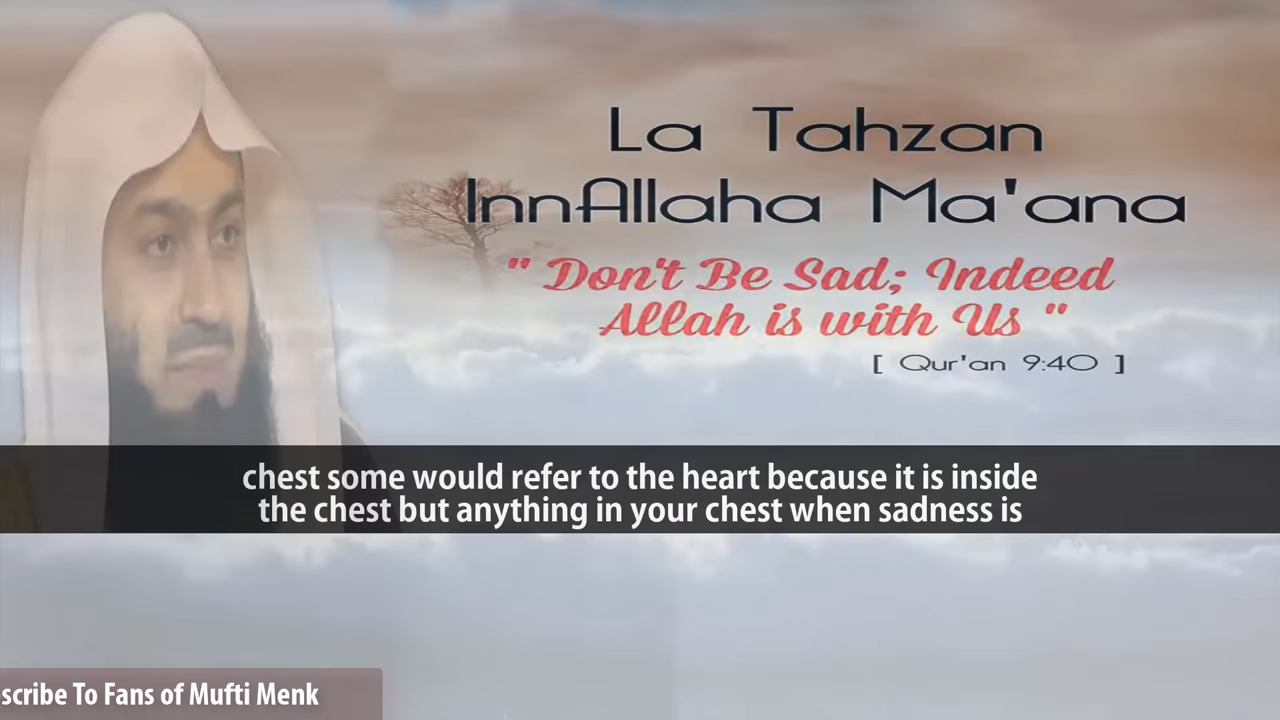 La Tahzan
InnAllaha Ma'ana
" Don't Be Sad; Indeed
Allah is with Us "
[ Qur'an 9:40 ]
chest some would refer to the heart because it is inside
the chest but anything in your chest when sadness is
scribe To Fans of Mufti Menk